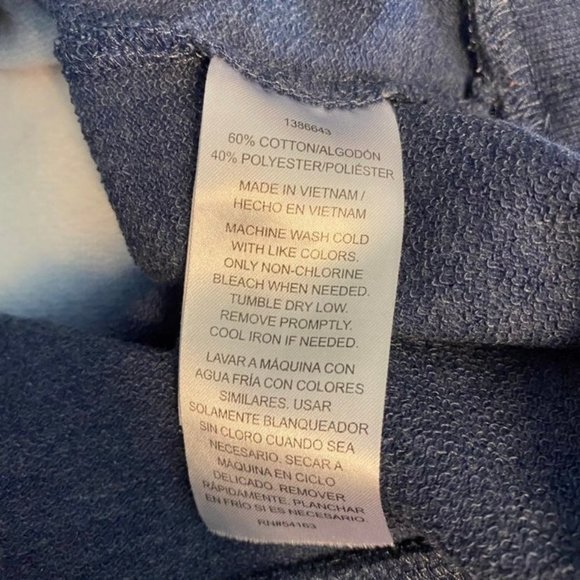 1386643
60% COTTON/ALGODÓN
40% POLYESTER/POLIÉSTER
MADE IN VIETNAM /
HECHO EN VIETNAM
MACHINE WASH COLD
WITH LIKE COLORS.
ONLY NON-CHLORINE
BLEACH WHEN NEEDED.
TUMBLE DRY LOW.
REMOVE PROMPTLY.
COOL IRON IF NEEDED.
LAVAR A MÁQUINA CON
AGUA FRÍA CON COLORES
SIMILARES. USAR
SOLAMENTE BLANQUEADOR
SIN CLORO CUANDO SEA
NECESARIO. SECAR A
MÁQUINA EN CICLO
DELICADO. REMOVER
RÁPIDAMENTE. PLANCHAR
EN FRÍO SI ES NECESARIO.
RN#54163